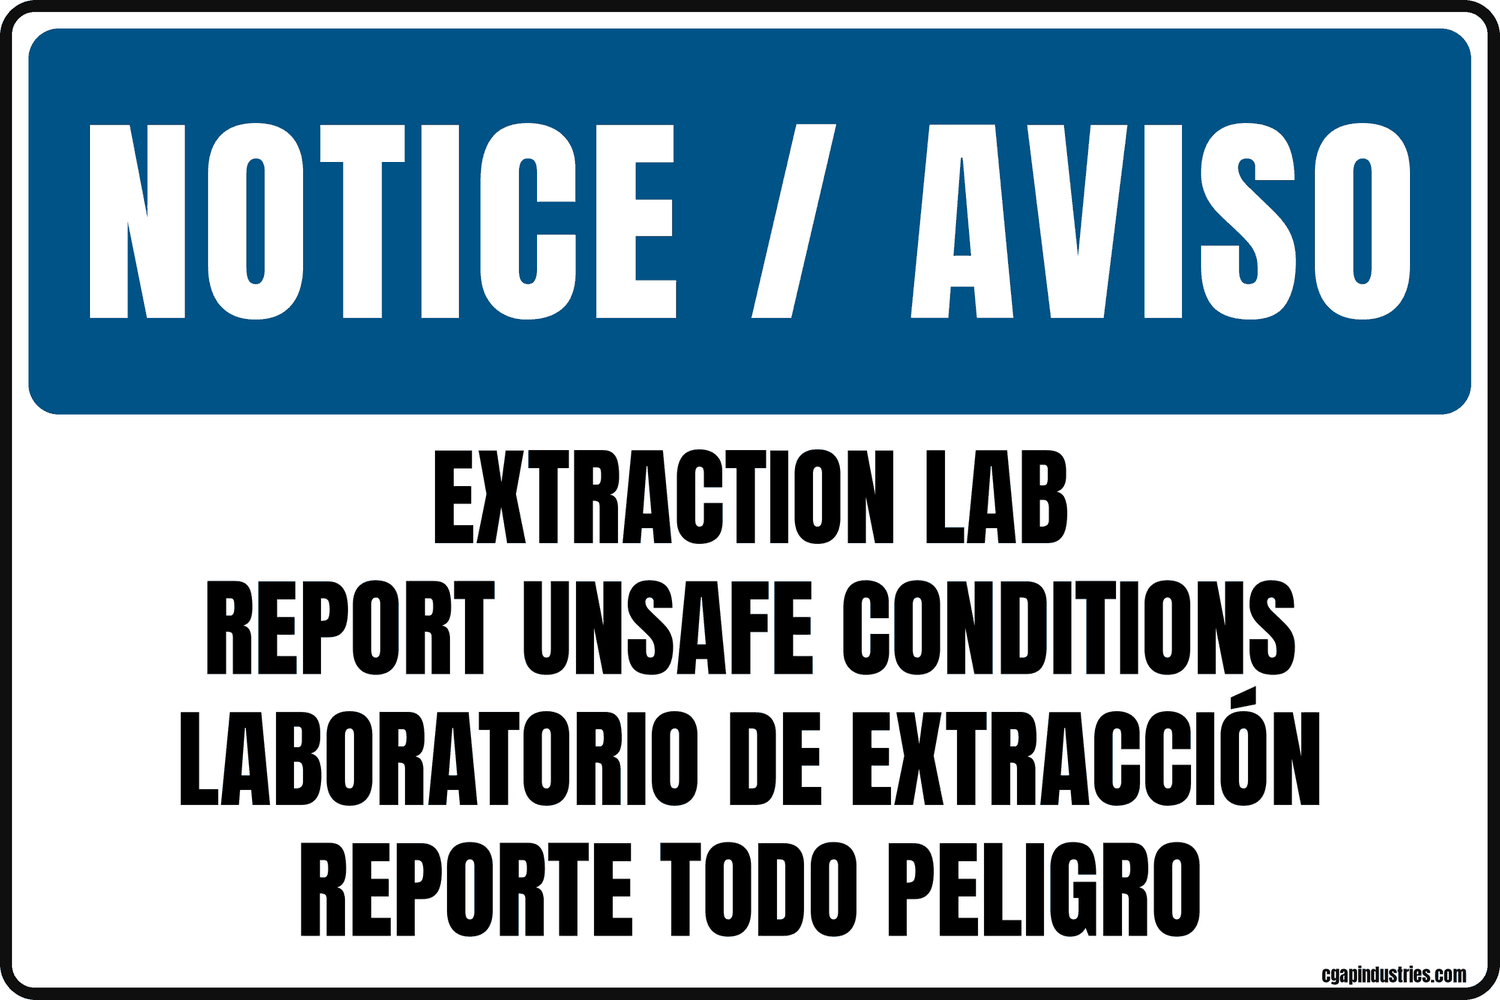 NOTICE / AVISO
EXTRACTION LAB
REPORT UNSAFE CONDITIONS
LABORATORIO DE EXTRACCIÓN
REPORTE TODO PELIGRO
cgapindustries.com